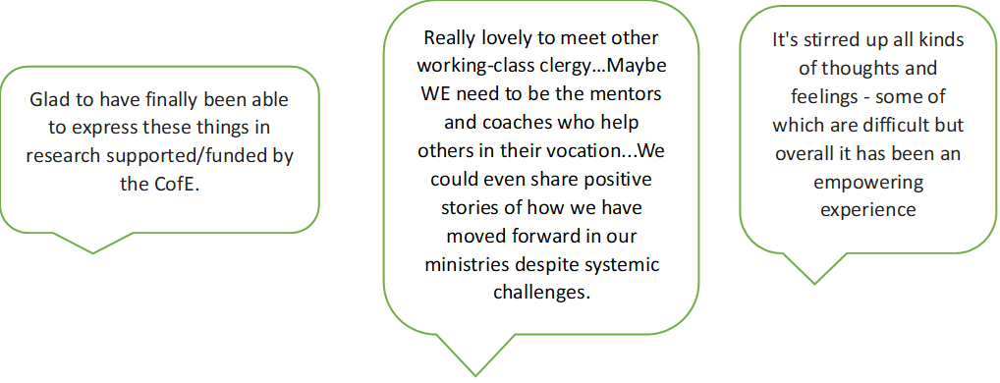 Glad to have finally been able
to express these things in
research supported/funded by
the CofE.
Really lovely to meet other
working-class clergy...Maybe
WE need to be the mentors
and coaches who help
others in their vocation...We
could even share positive
stories of how we have
moved forward in our
ministries despite systemic
challenges.
It's stirred up all kinds
of thoughts and
feelings - some of
which are difficult but
overall it has been an
empowering
experience